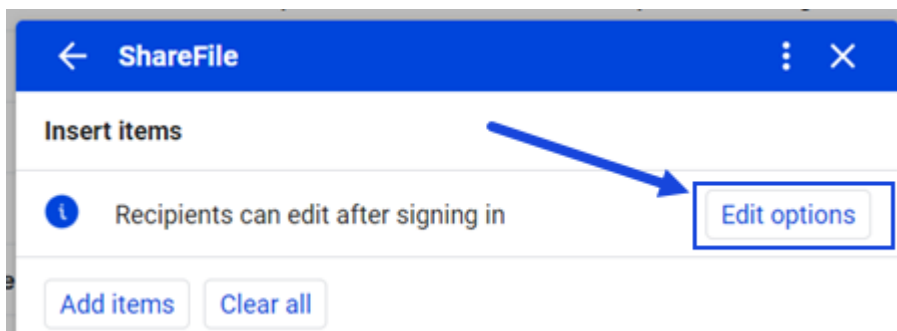 ShareFile
Insert items
Recipients can edit after signing in
Edit options
Add items
Clear all